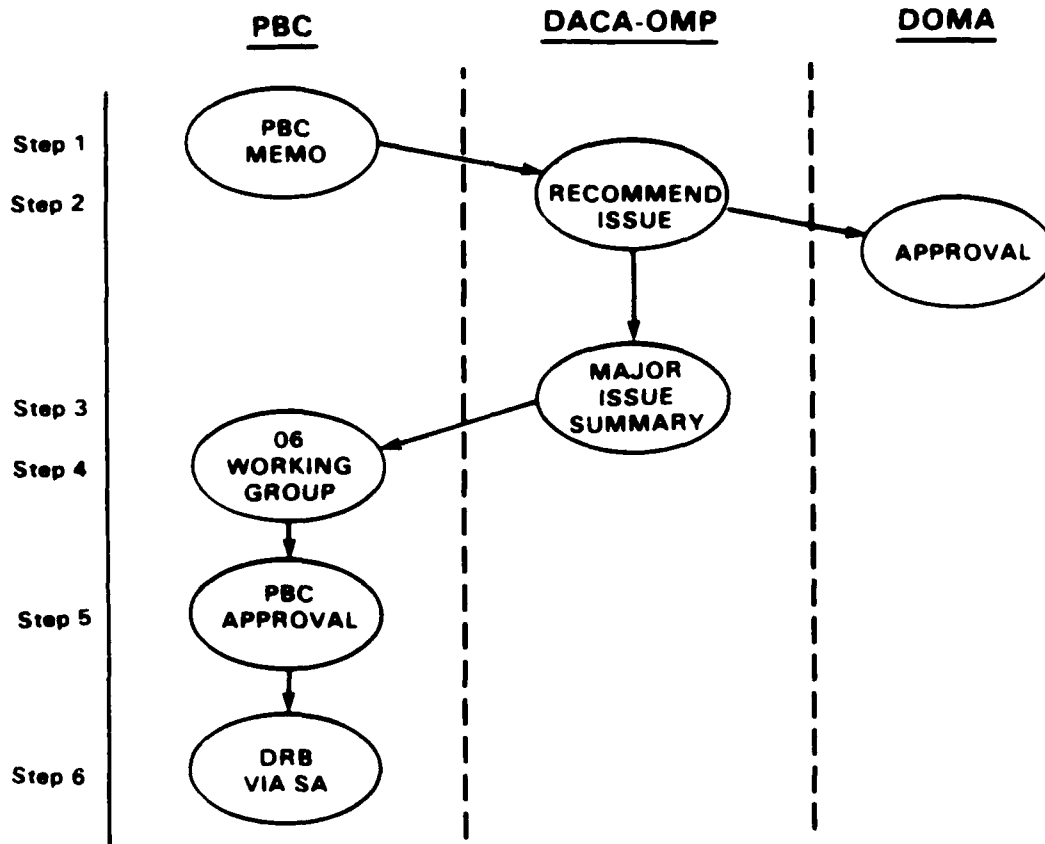 PBC
DACA-OMP
DOMA
Step 1
PBC
MEMO
Step 2
RECOMMEND
ISSUE
APPROVAL
Step 3
MAJOR
ISSUE
SUMMARY
Step 4
06
WORKING
GROUP
Step 5
PBC
APPROVAL
Step 6
DRB
VIA SA